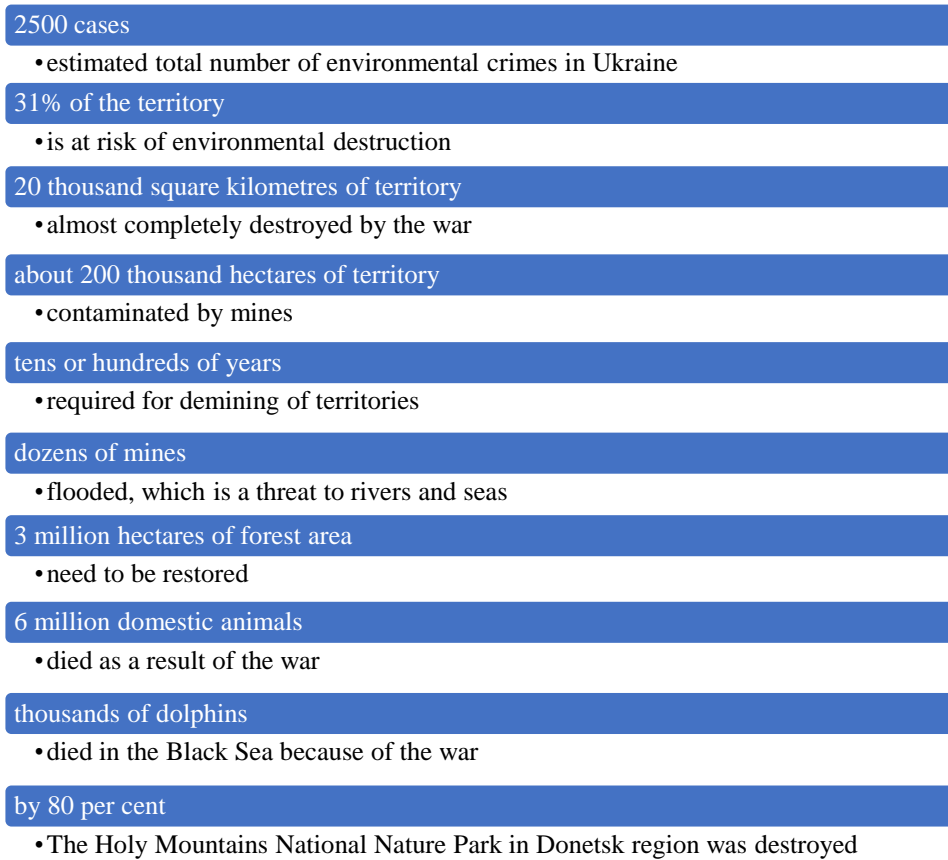 2500 cases
•estimated total number of environmental crimes in Ukraine
31% of the territory
•is at risk of environmental destruction
20 thousand square kilometres of territory
•almost completely destroyed by the war
about 200 thousand hectares of territory
•contaminated by mines
tens or hundreds of years
•required for demining of territories
dozens of mines
•flooded, which is a threat to rivers and seas
3 million hectares of forest area
•need to be restored
6 million domestic animals
•died as a result of the war
thousands of dolphins
•died in the Black Sea because of the war
by 80 per cent
•The Holy Mountains National Nature Park in Donetsk region was destroyed